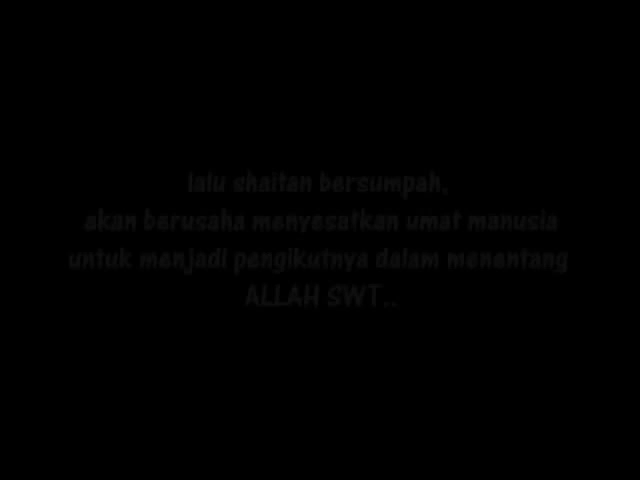 lalu shaitan bersumpah,
akan berusaha menyesatkan umat manusia
untuk menjadi pengikutnya dalam menentang
ALLAH SWT..